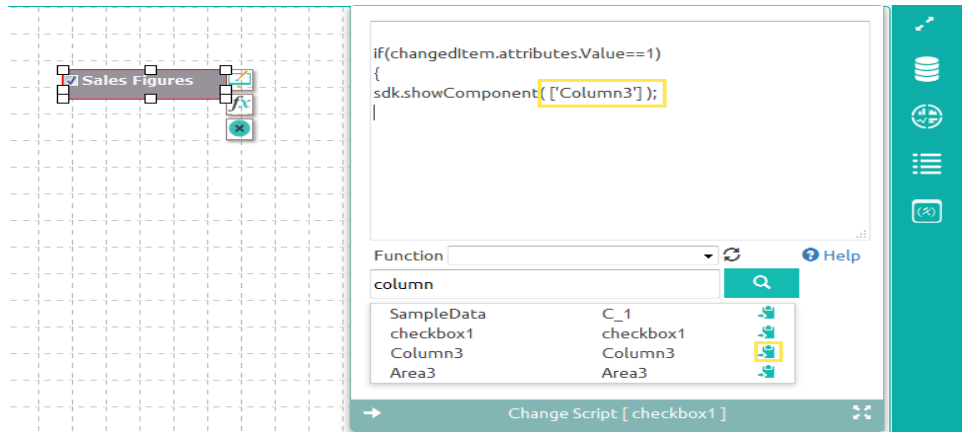 Sales Figures
fx
if(changedItem.attributes.Value==1)
{
sdk.showComponent( ['Column3'] );
(x)
Function
Help
column
SampleData C_1
checkbox1 checkbox1
Column3 Column3
Area3 Area3
Change Script [ checkbox1 ]